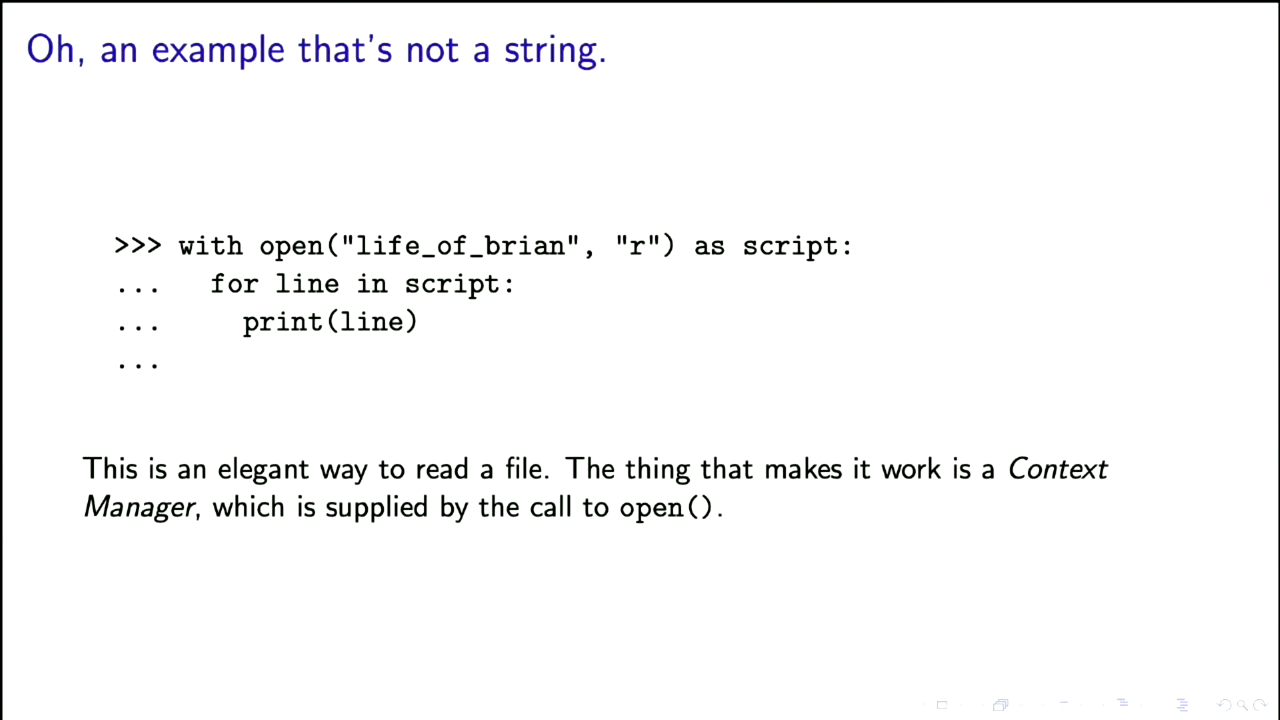 Oh, an example that's not a string.
>>> with open("life_of_brian", "r") as script:
...   for line in script:
...     print(line)
...
This is an elegant way to read a file. The thing that makes it work is a Context
Manager, which is supplied by the call to open().